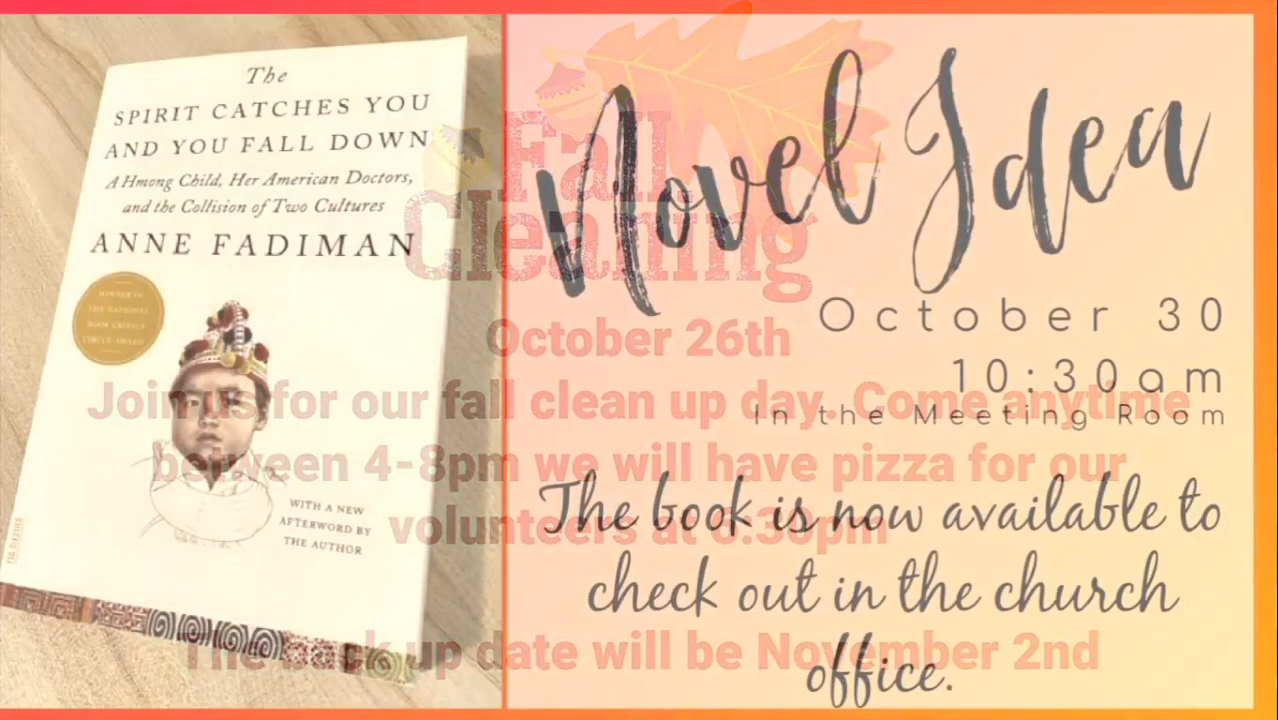 The
SPIRIT CATCHES YOU
AND YOU FALL DOWN
A Hmong Child, Her American Doctors,
and the Collision of Two Cultures
ANNE FADIMAN
WINNER OF
THE NATIONAL
BOOK CRITICS
CIRCLE AWARD
WITH A NEW
AFTERWORD BY
THE AUTHOR
FSG CLASSICS
Novel Idea
October 30
10:30am
In the Meeting Room
The book is now available to
check out in the church
office.
Fall
Cleaning
October 26th
Join us for our fall clean up day. Come anytime
between 4-8pm we will have pizza for our
volunteers at 6:30pm
The back up date will be November 2nd